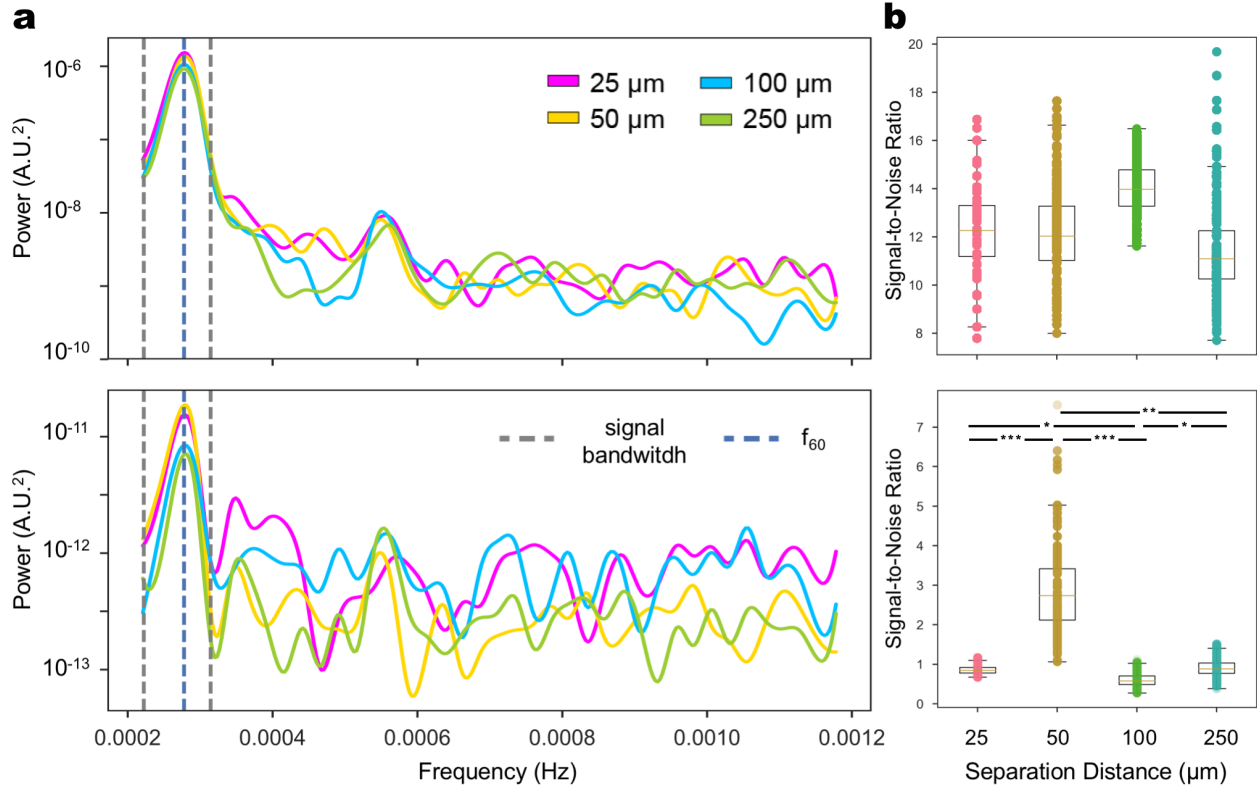 a
b
10-6
10-8
10-10
Power (A.U.²)
25 µm
100 µm
50 µm
250 µm
20
18
16
14
12
10
8
Signal-to-Noise Ratio
10-11
10-12
10-13
Power (A.U.²)
signal
bandwitdh
f60
7
6
5
4
3
2
1
0
Signal-to-Noise Ratio
**
* *
*** ***
0.0002 0.0004 0.0006 0.0008 0.0010 0.0012
Frequency (Hz)
25 50 100 250
Separation Distance (µm)